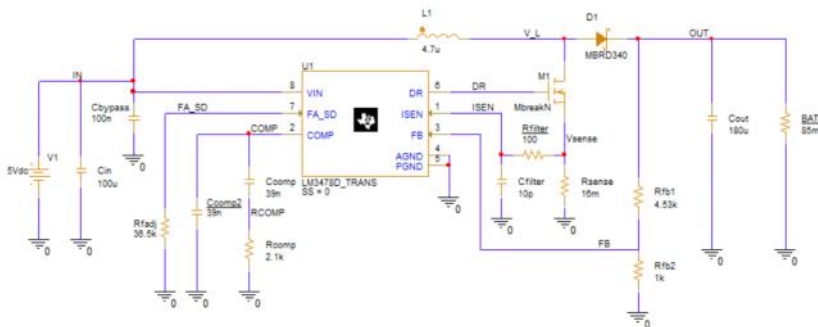 L1
4.7u
V_L
D1
MBRD340
OUT
IN
U1
8
VIN
DR
6
DR
M1
MbreakN
Cbypass
100n
FA_SD
7
FA_SD
ISEN
1
ISEN
COMP
2
COMP
FB
3
Rfilter
100
Vsense
AGND
4
PGND
5
LM3478D_TRANS
SS = 0
V1
5Vdc
Cin
100u
Ccomp
39n
Ccomp2
39n
RCOMP
Rcomp
2.1k
Rfadj
36.5k
Cfilter
10p
Rsense
16m
Cout
180u
BAT
85m
Rfb1
4.53k
FB
Rfb2
1k
0
0
0
0
0
0
0
0
0
0
0
0